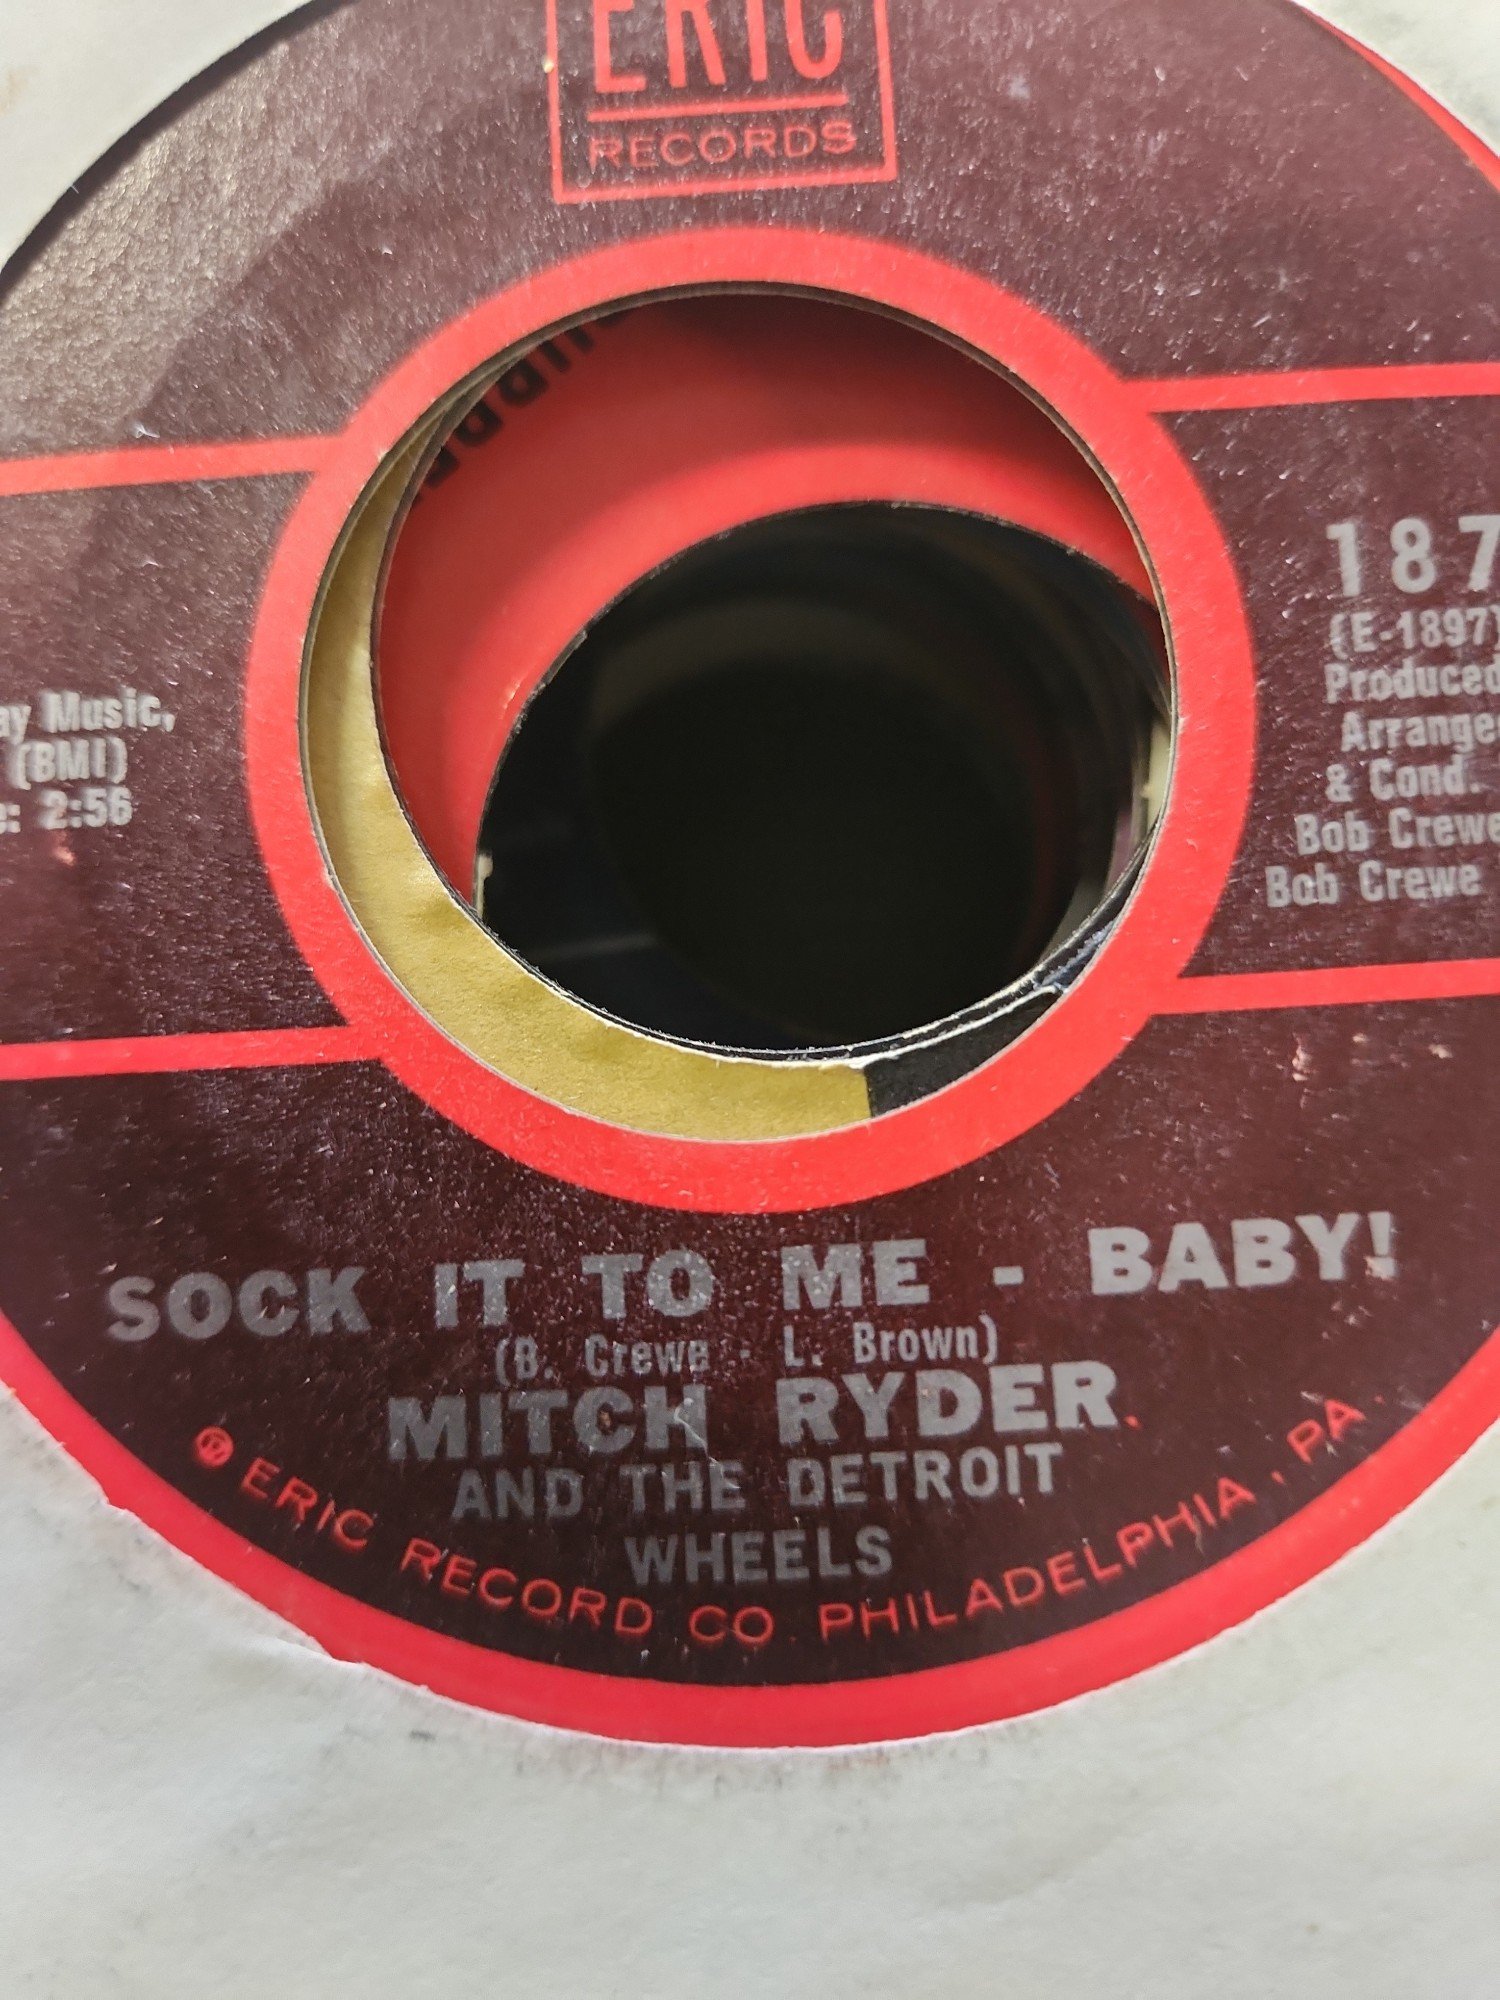 ERIC
RECORDS
187
(E-1897)
Produced
Arrange
& Cond.
Bob Crewe
Bob Crewe
ay Music,
(BMI)
e: 2:56
SOCK IT TO ME - BABY!
(B. Crewe - L. Brown)
MITCH RYDER
AND THE DETROIT
WHEELS
℗ ERIC RECORD CO. PHILADELPHIA, PA.